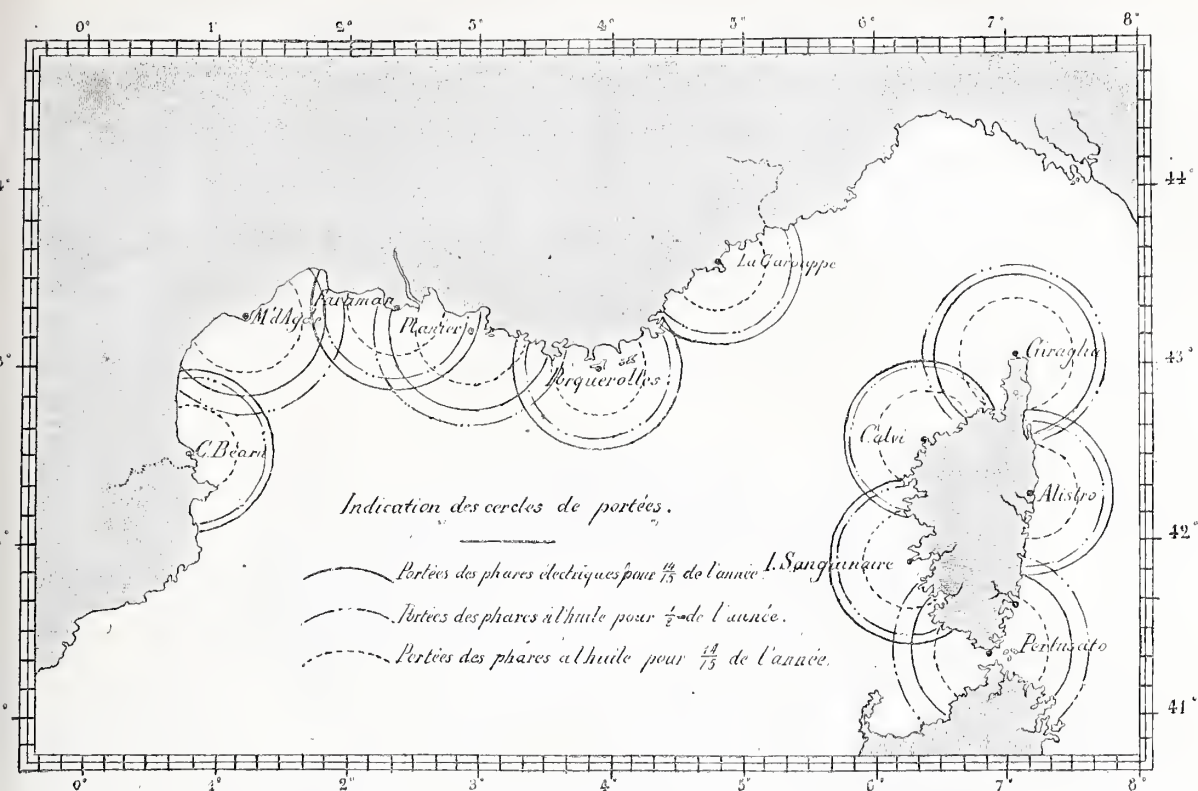 0° 1° 2° 3° 4° 5° 6° 7° 8°
44°
La Garouppe
Faraman
M.d'Agde
Planier
43°
Giraglia
Porquerolles
Calvi
C. Béarn
Alistro
Indication des cercles de portées.
42°
I. Sanguinaire
Portées des phares électriques pour 14/15 de l'année.
Portées des phares à l'huile pour 1/2 de l'année.
Portées des phares à l'huile pour 14/15 de l'année.
Pertusato
41°
0° 1° 2° 3° 4° 5° 6° 7° 8°